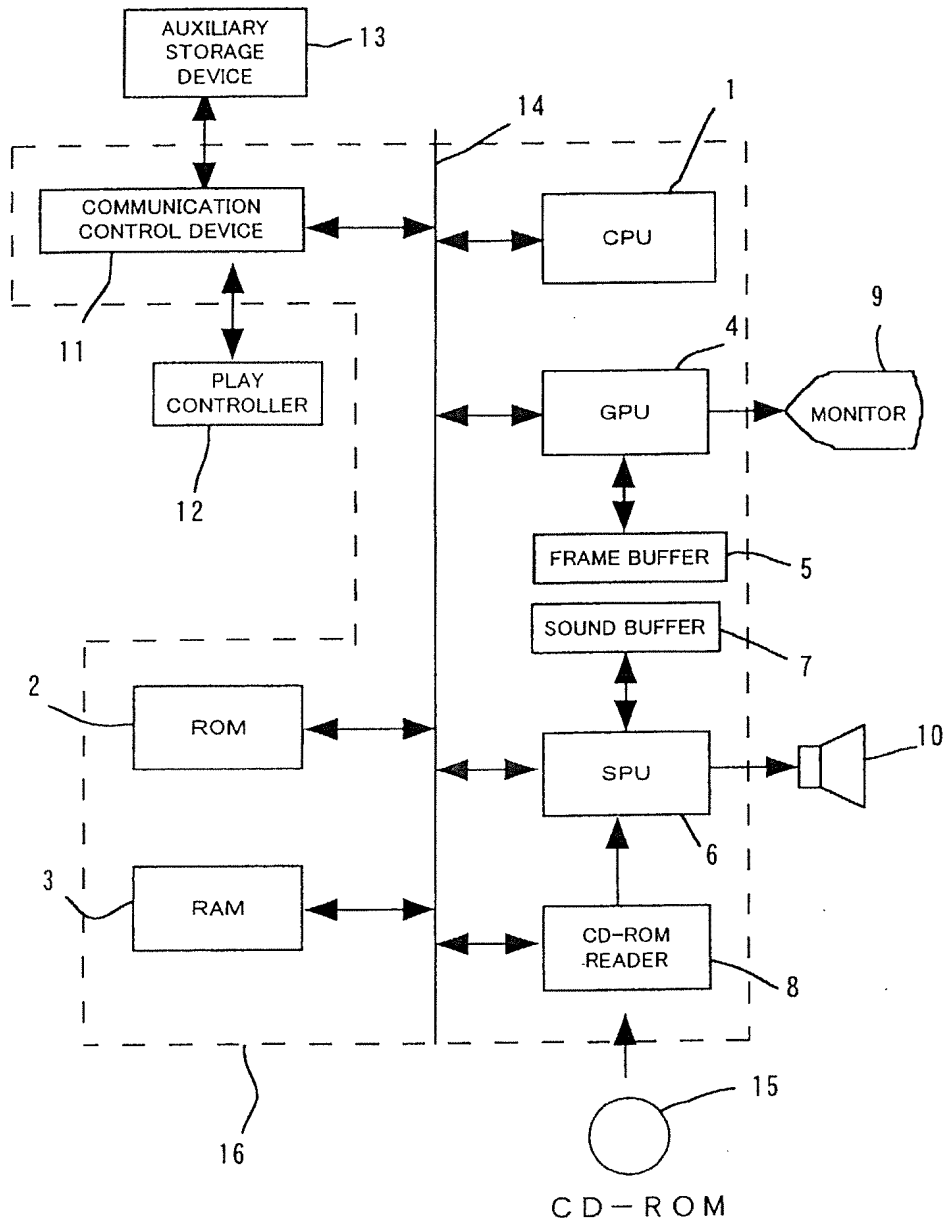 AUXILIARY
STORAGE
DEVICE
13
14
1
COMMUNICATION
CONTROL DEVICE
CPU
11
4
9
PLAY
CONTROLLER
GPU
MONITOR
12
FRAME BUFFER
5
SOUND BUFFER
7
2
ROM
SPU
10
6
3
RAM
CD-ROM
READER
8
16
15
CD-ROM